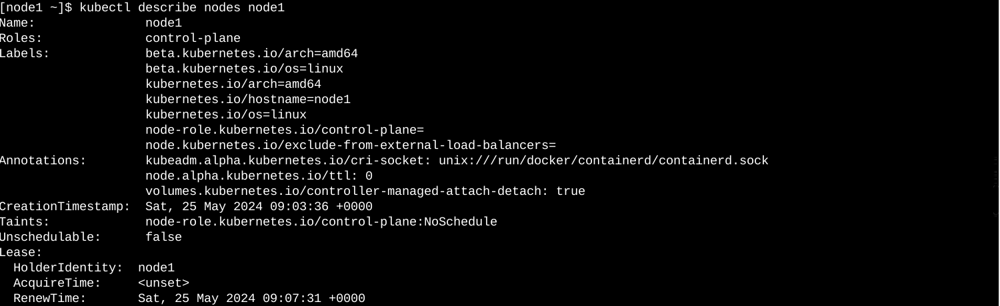 [node1 ~]$ kubectl describe nodes node1
Name:               node1
Roles:              control-plane
Labels:             beta.kubernetes.io/arch=amd64
                    beta.kubernetes.io/os=linux
                    kubernetes.io/arch=amd64
                    kubernetes.io/hostname=node1
                    kubernetes.io/os=linux
                    node-role.kubernetes.io/control-plane=
                    node.kubernetes.io/exclude-from-external-load-balancers=
Annotations:        kubeadm.alpha.kubernetes.io/cri-socket: unix:///run/docker/containerd/containerd.sock
                    node.alpha.kubernetes.io/ttl: 0
                    volumes.kubernetes.io/controller-managed-attach-detach: true
CreationTimestamp:  Sat, 25 May 2024 09:03:36 +0000
Taints:             node-role.kubernetes.io/control-plane:NoSchedule
Unschedulable:      false
Lease:
  HolderIdentity:  node1
  AcquireTime:     <unset>
  RenewTime:       Sat, 25 May 2024 09:07:31 +0000